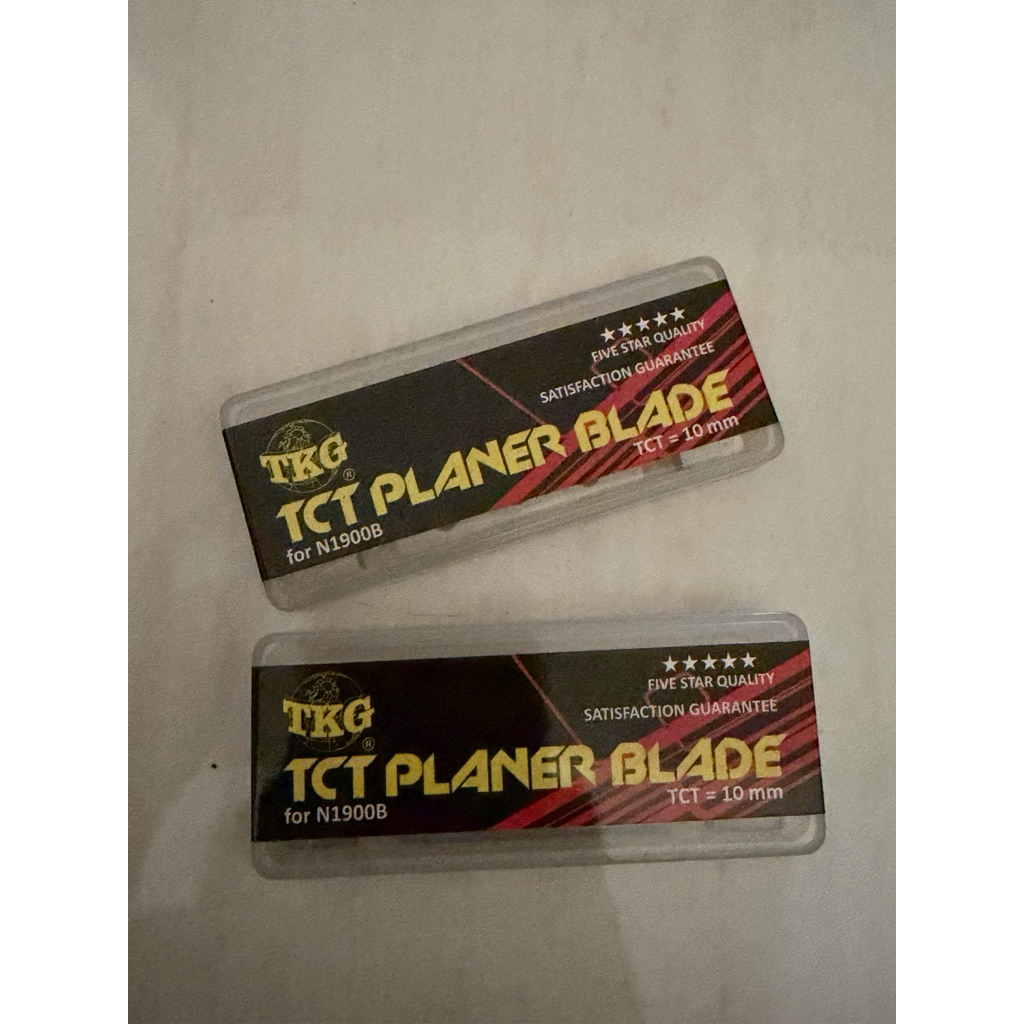 ★★★★★
FIVE STAR QUALITY
SATISFACTION GUARANTEE
TKG®
TCT PLANER BLADE
for N1900B
TCT = 10 mm
★★★★★
FIVE STAR QUALITY
SATISFACTION GUARANTEE
TKG®
TCT PLANER BLADE
for N1900B
TCT = 10 mm